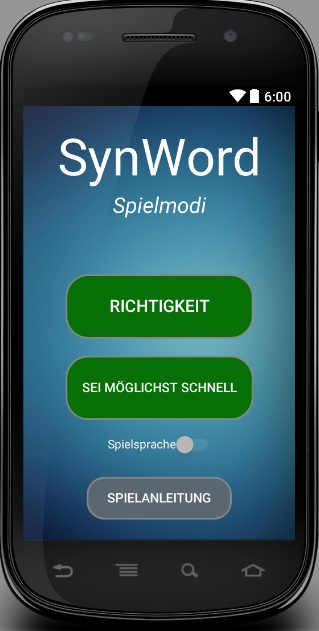 6:00
SynWord
Spielmodi
RICHTIGKEIT
SEI MÖGLICHST SCHNELL
Spielsprache
SPIELANLEITUNG